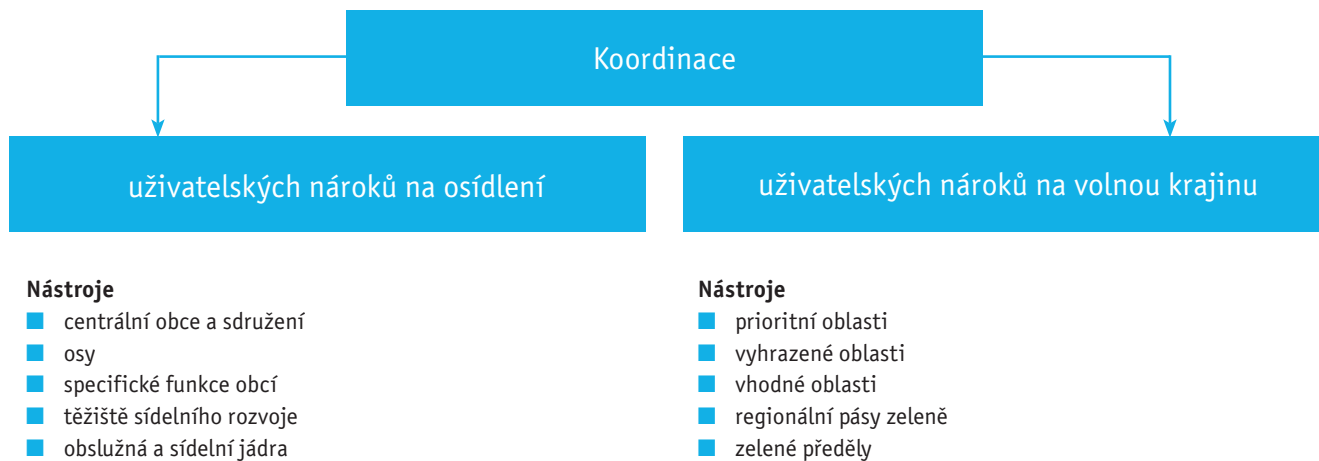 Koordinace
uživatelských nároků na osídlení
uživatelských nároků na volnou krajinu
Nástroje
centrální obce a sdružení
osy
specifické funkce obcí
těžiště sídelního rozvoje
obslužná a sídelní jádra
Nástroje
prioritní oblasti
vyhrazené oblasti
vhodné oblasti
regionální pásy zeleně
zelené předěly